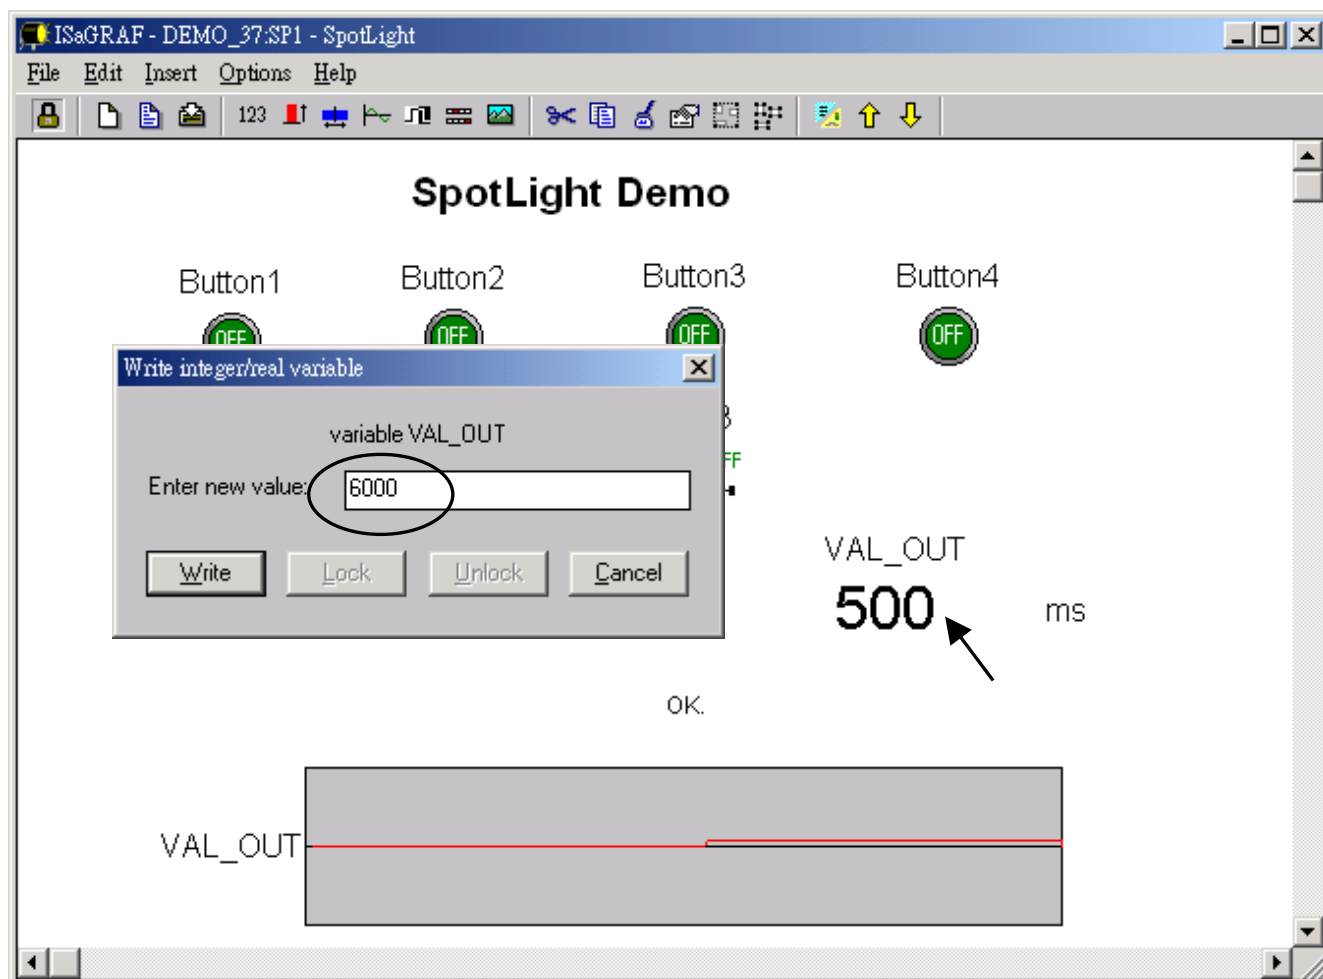 ISaGRAF - DEMO_37:SP1 - SpotLight
File Edit Insert Options Help
123
SpotLight Demo
Button1 Button2 Button3 Button4
OFF OFF OFF OFF
Write integer/real variable
variable VAL_OUT
Enter new value: 6000
Write Lock Unlock Cancel
FF
VAL_OUT
500 ms
OK.
VAL_OUT